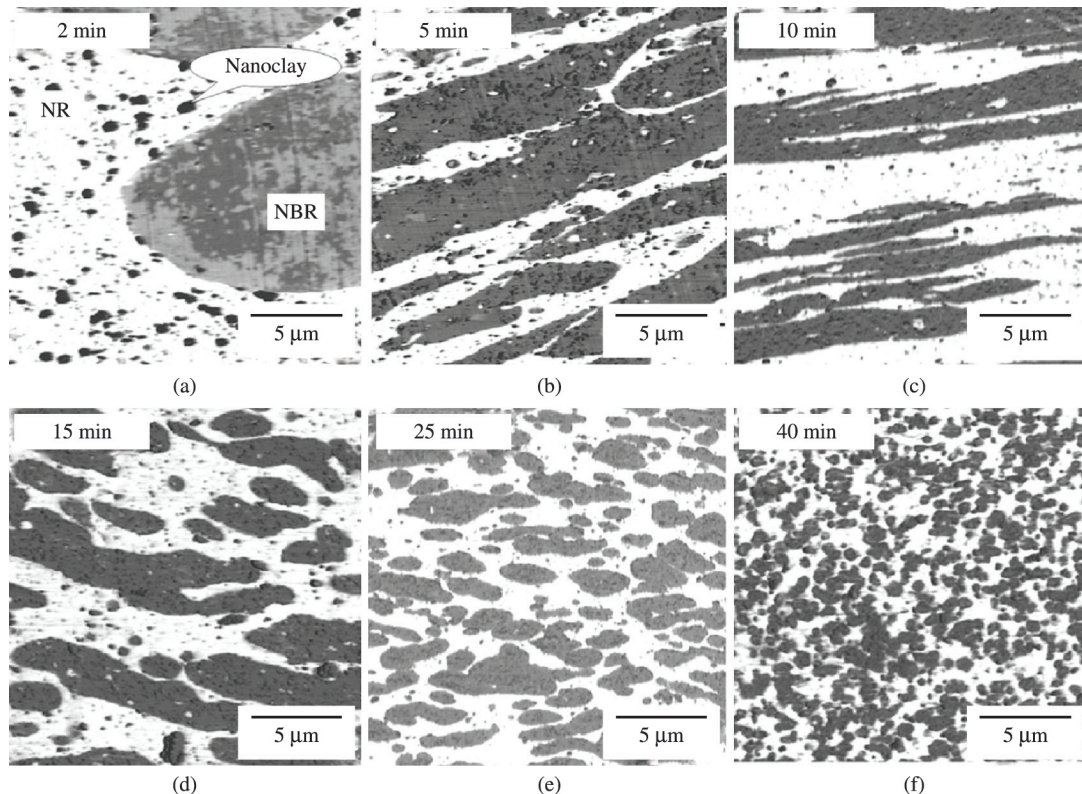 2 min
Nanoclay
NR
NBR
5 μm
(a)
5 min
5 μm
(b)
10 min
5 μm
(c)
15 min
5 μm
(d)
25 min
5 μm
(e)
40 min
5 μm
(f)